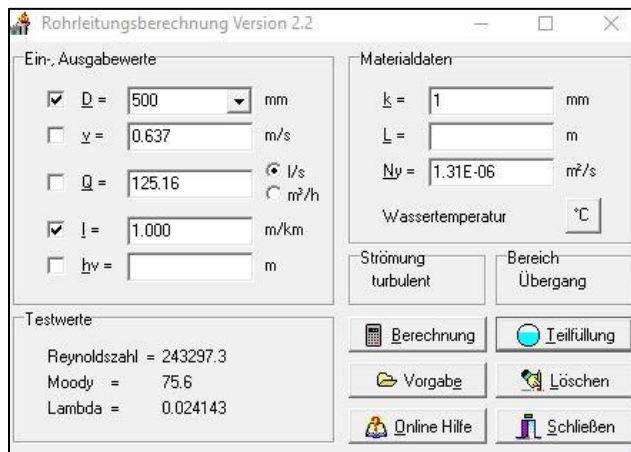 Rohrleitungsberechnung Version 2.2
Ein-, Ausgabewerte
D = 500 mm
v = 0.637 m/s
Q = 125.16 l/s
m³/h
I = 1.000 m/km
hv = m
Materialdaten
k = 1 mm
L = m
Ny = 1.31E-06 m²/s
Wassertemperatur °C
Strömung
turbulent
Bereich
Übergang
Testwerte
Reynoldszahl = 243297.3
Moody = 75.6
Lambda = 0.024143
Berechnung
Teilfüllung
Vorgabe
Löschen
Online Hilfe
Schließen